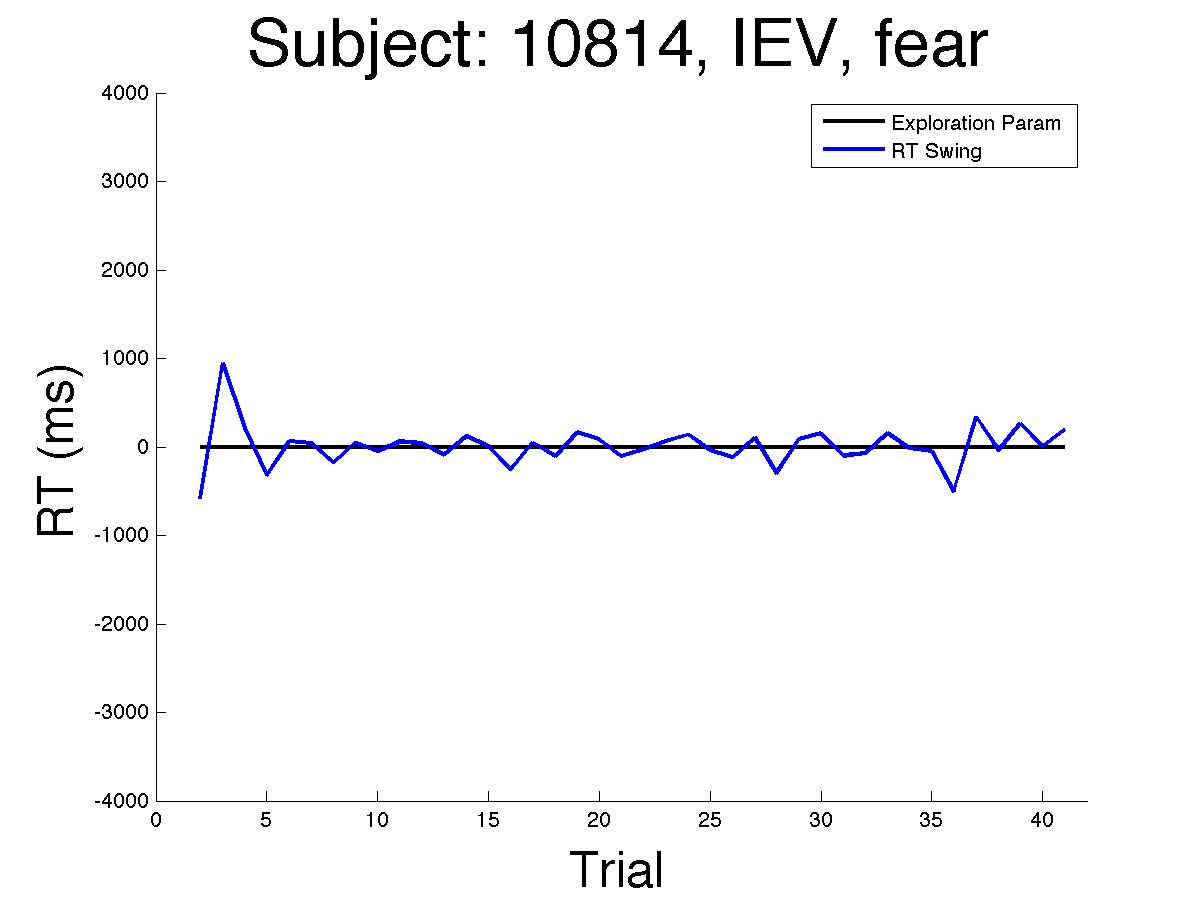 Subject: 10814, IEV, fear
4000
3000
2000
1000
0
-1000
-2000
-3000
-4000
RT (ms)
Exploration Param
RT Swing
0 5 10 15 20 25 30 35 40
Trial